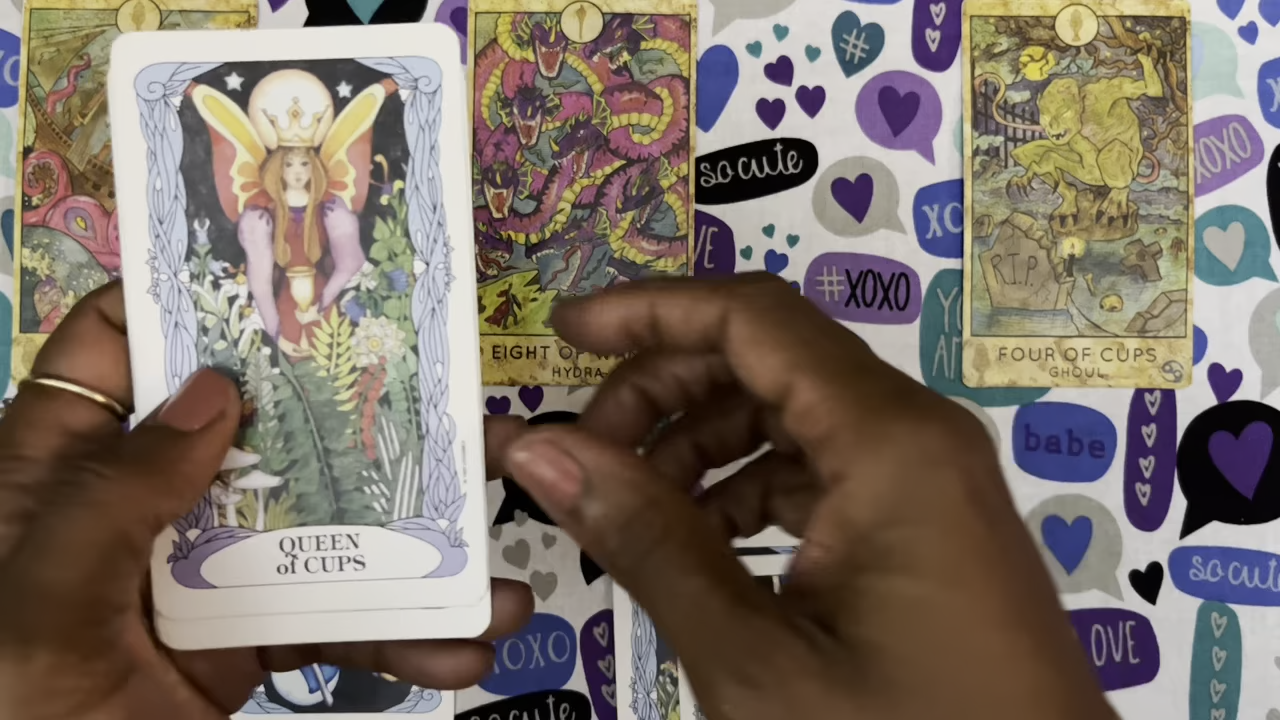 QUEEN
of CUPS
EIGHT OF
HYDRA
FOUR OF CUPS
GHOUL
R.I.P.
so cute
#
#XOXO
XOXO
babe
so cute
OVE
XOXO
so cute